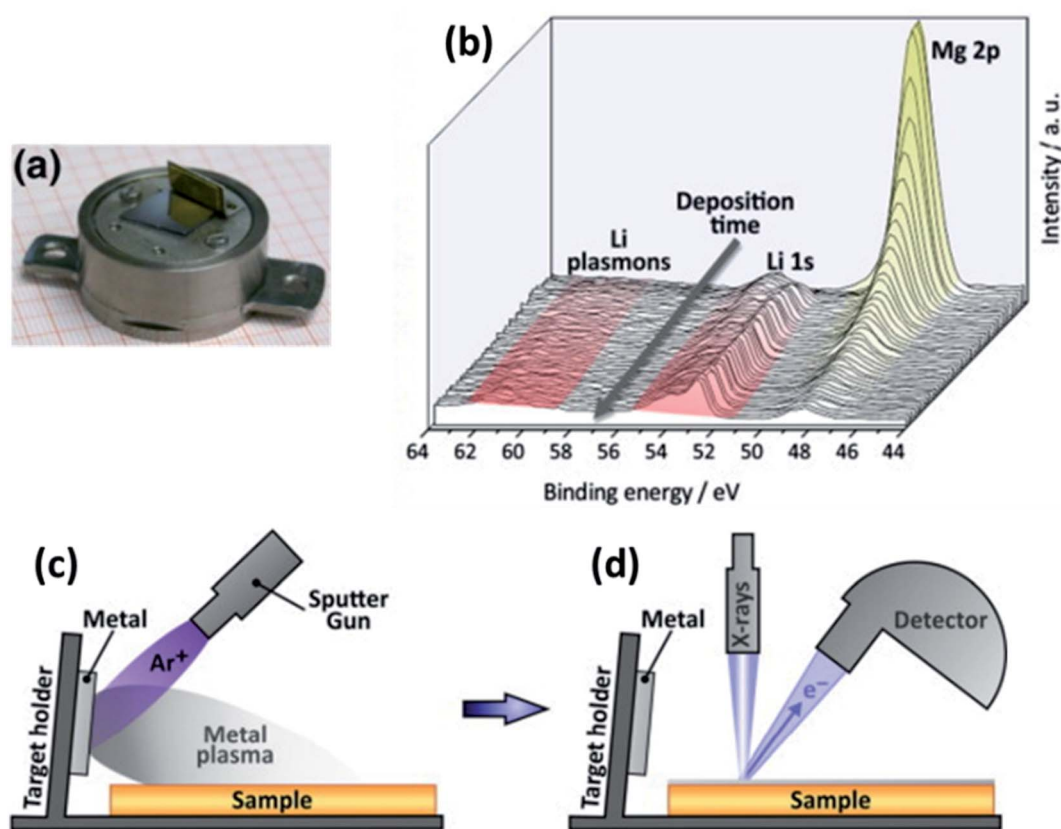 (a)
(b)
Mg 2p
Intensity / a. u.
Deposition
time
Li
plasmons
Li 1s
64 62 60 58 56 54 52 50 48 46 44
Binding energy / eV
(c)
Sputter
Gun
Metal
Ar⁺
Target holder
Metal
plasma
Sample
(d)
X-rays
Detector
Metal
e⁻
Target holder
Sample